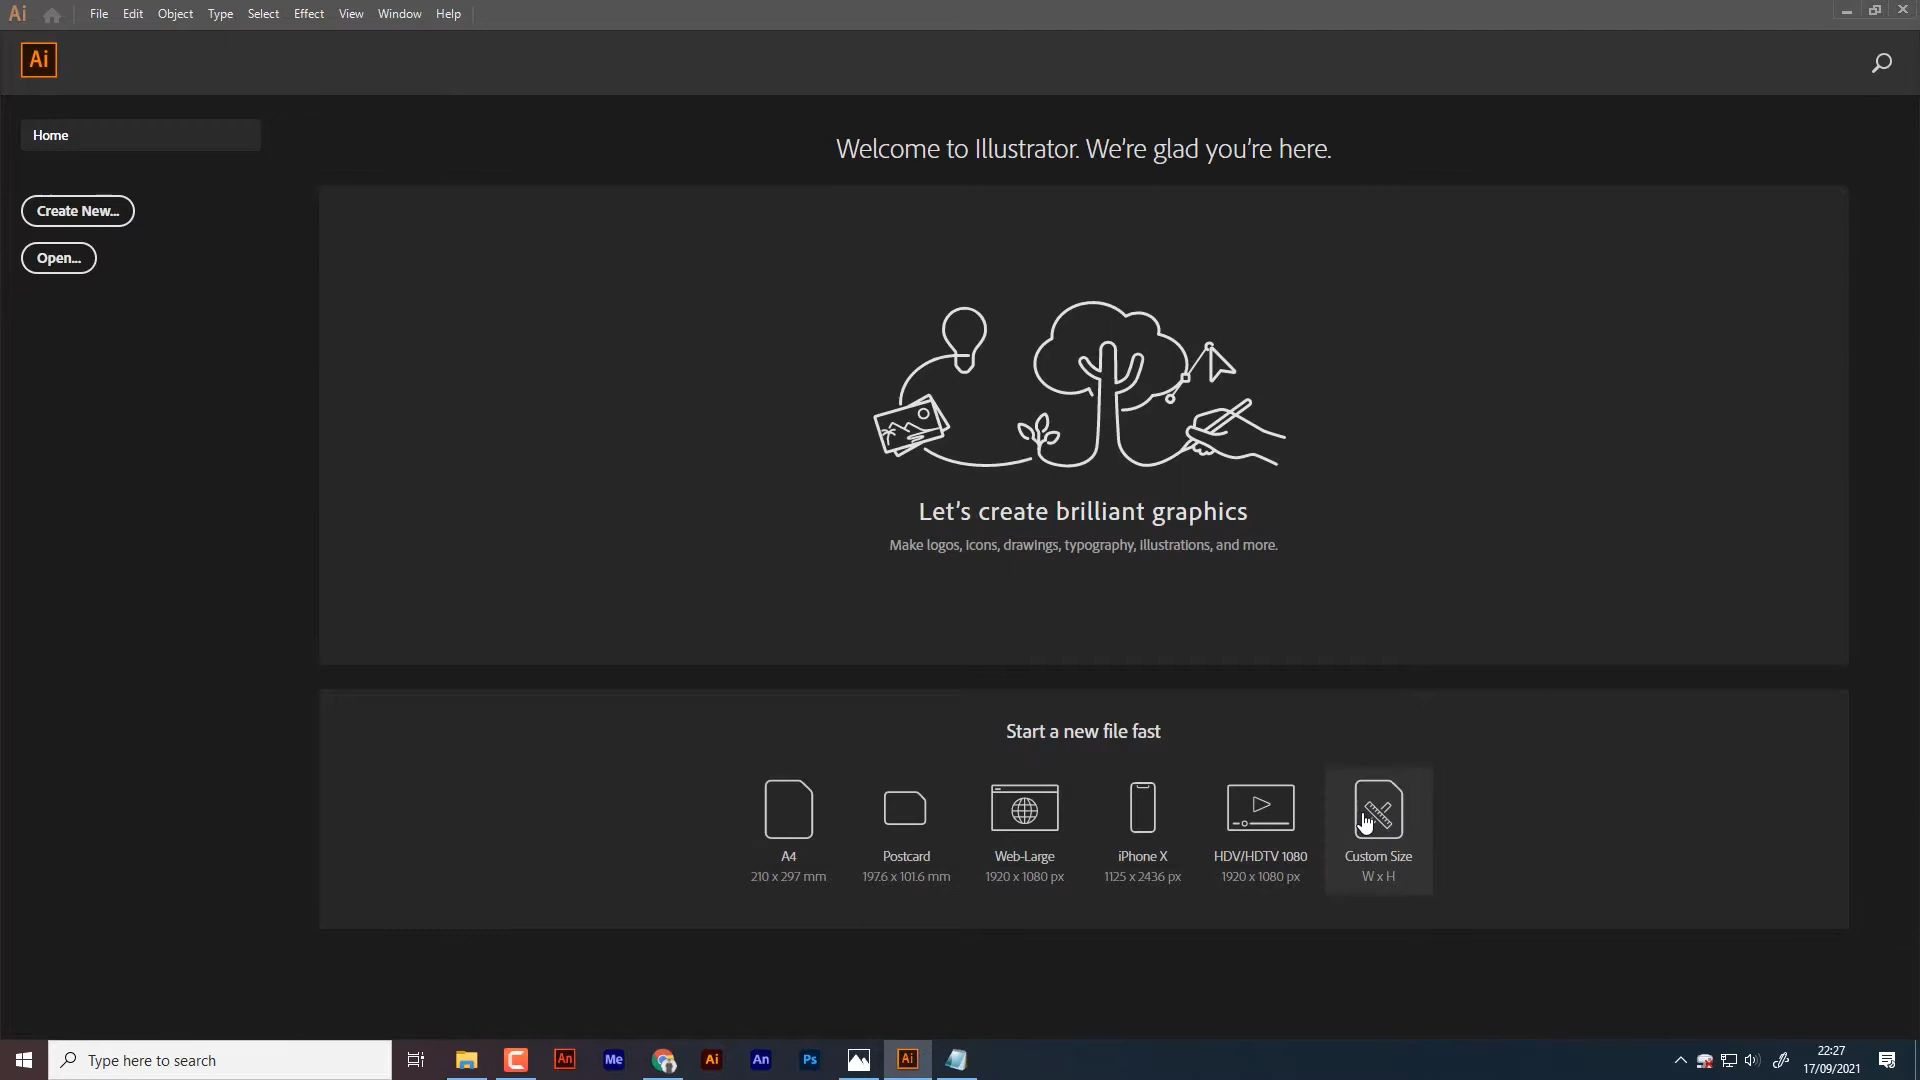 Ai File Edit Object Type Select Effect View Window Help
Ai
Home
Welcome to Illustrator. We're glad you're here.
Create New...
Open...
Let's create brilliant graphics
Make logos, icons, drawings, typography, illustrations, and more.
Start a new file fast
A4 Postcard Web-Large iPhone X HDV/HDTV 1080 Custom Size
210 x 297 mm 197.6 x 101.6 mm 1920 x 1080 px 1125 x 2436 px 1920 x 1080 px W x H
Type here to search An Me Ai An Ps Ai 22:27
17/09/2021